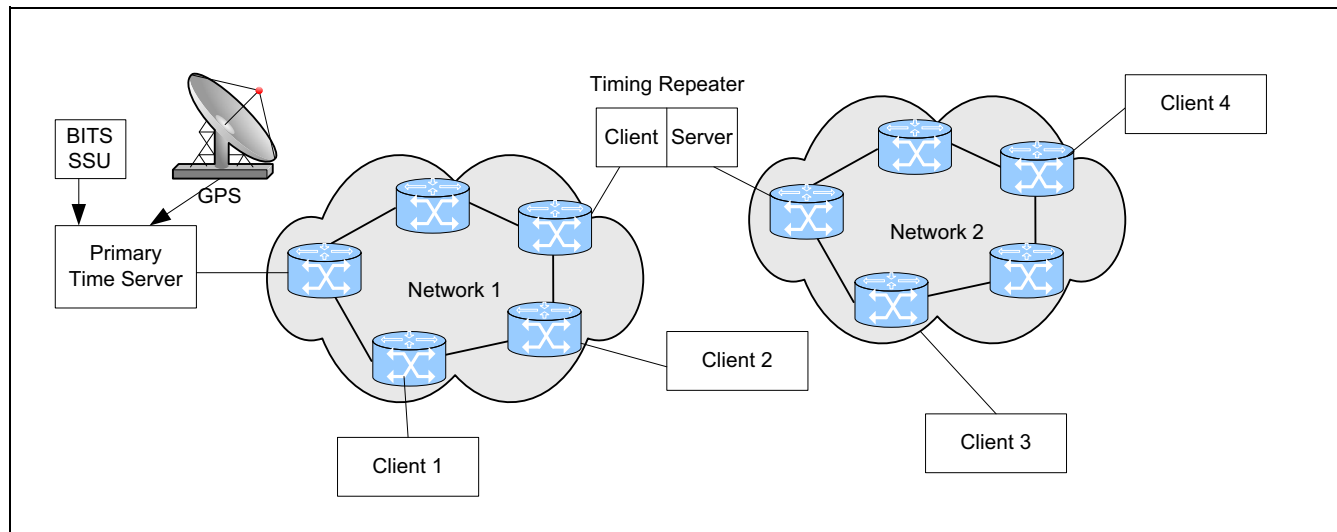 BITS
SSU
GPS
Primary
Time Server
Network 1
Client 1
Client 2
Timing Repeater
Client Server
Network 2
Client 4
Client 3